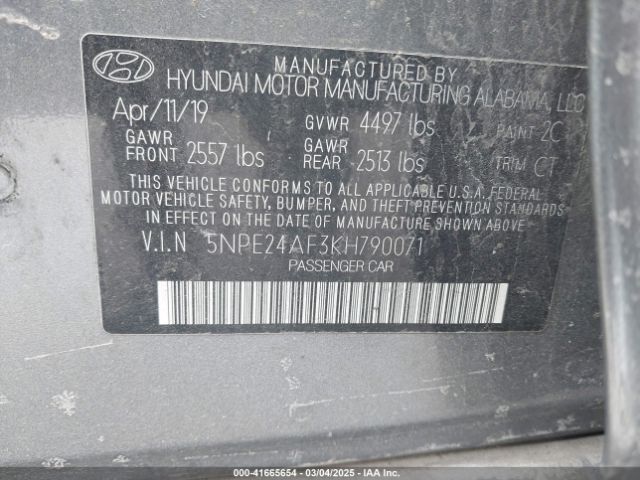 MANUFACTURED BY
HYUNDAI MOTOR MANUFACTURING ALABAMA, LLC
Apr/11/19 GVWR 4497 lbs PAINT 2C
GAWR FRONT 2557 lbs GAWR REAR 2513 lbs TRIM CT
THIS VEHICLE CONFORMS TO ALL APPLICABLE U.S.A. FEDERAL
MOTOR VEHICLE SAFETY, BUMPER, AND THEFT PREVENTION STANDARDS
IN EFFECT ON THE DATE OF MANUFACTURE SHOWN ABOVE.
V.I.N 5NPE24AF3KH790071
PASSENGER CAR
000-41665654 | 03/04/2025 — IAA Inc.